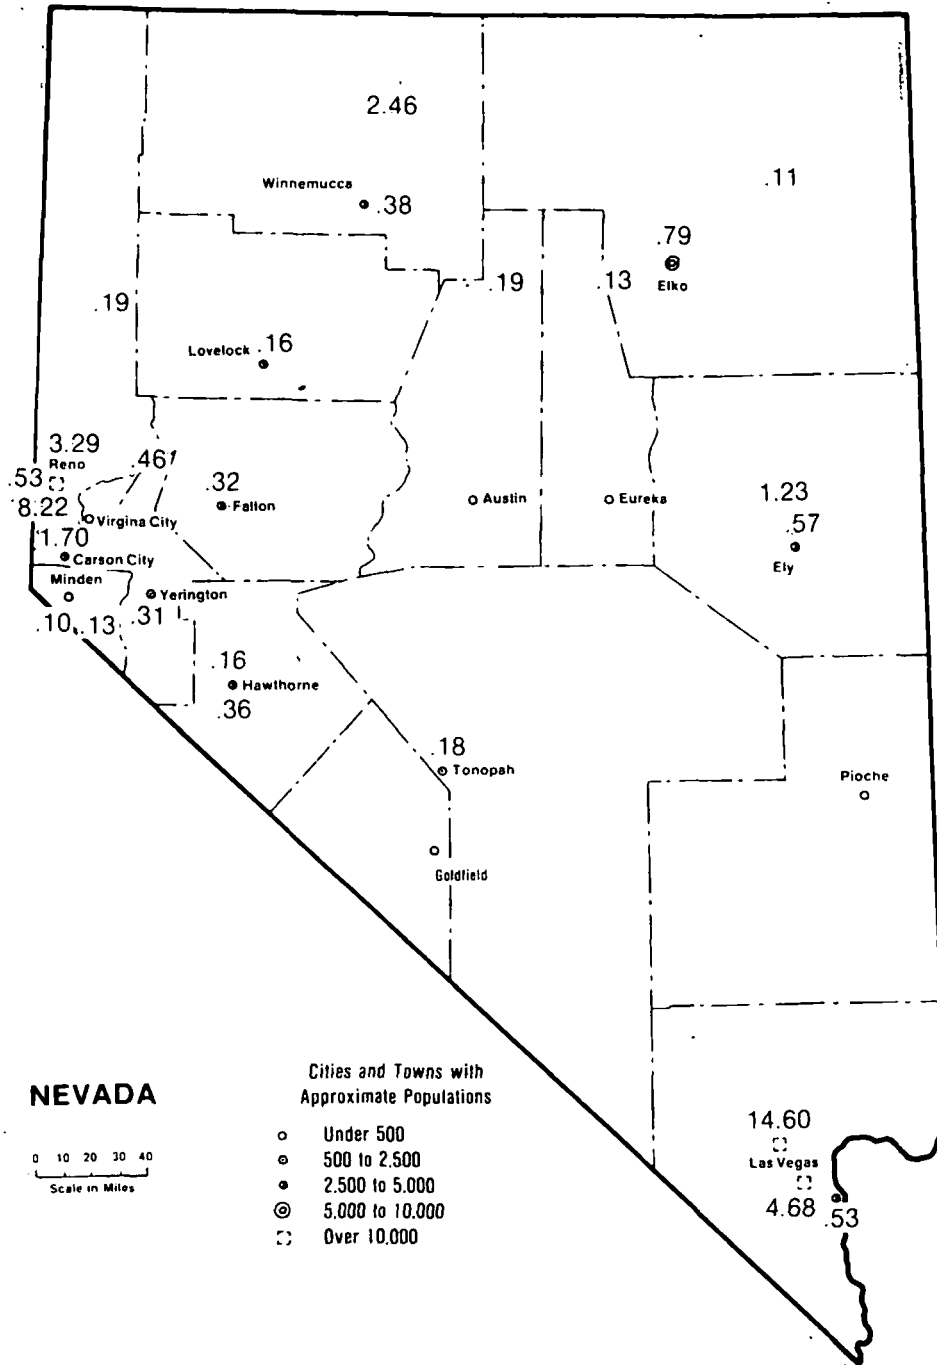 2.46
.11
Winnemucca
.38
.79
Elko
.19
.13
.19
Lovelock .16
3.29
Reno
.53
.46
8.22
.32
Fallon
Virgina City
Austin
Eureka
1.23
.57
Ely
1.70
Carson City
Minden
Yerington
.10 .13 .31
.16
Hawthorne
.36
.18
Tonopah
Pioche
Goldfield
NEVADA
0 10 20 30 40
Scale in Miles
Cities and Towns with
Approximate Populations
Under 500
500 to 2.500
2.500 to 5.000
5.000 to 10.000
Over 10.000
14.60
Las Vegas
4.68 .53